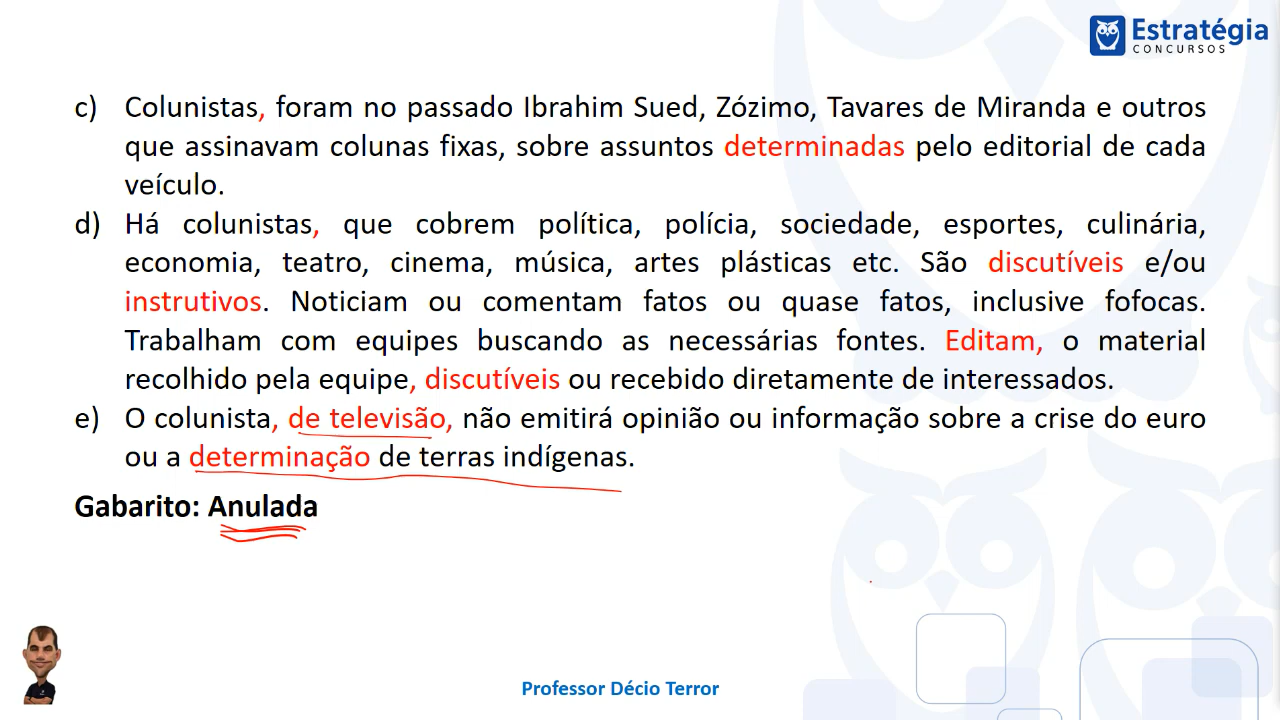 Estratégia
CONCURSOS
c) Colunistas, foram no passado Ibrahim Sued, Zózimo, Tavares de Miranda e outros
que assinavam colunas fixas, sobre assuntos determinadas pelo editorial de cada
veículo.
d) Há colunistas, que cobrem política, polícia, sociedade, esportes, culinária,
economia, teatro, cinema, música, artes plásticas etc. São discutíveis e/ou
instrutivos. Noticiam ou comentam fatos ou quase fatos, inclusive fofocas.
Trabalham com equipes buscando as necessárias fontes. Editam, o material
recolhido pela equipe, discutíveis ou recebido diretamente de interessados.
e) O colunista, de televisão, não emitirá opinião ou informação sobre a crise do euro
ou a determinação de terras indígenas.
Gabarito: Anulada
Professor Décio Terror